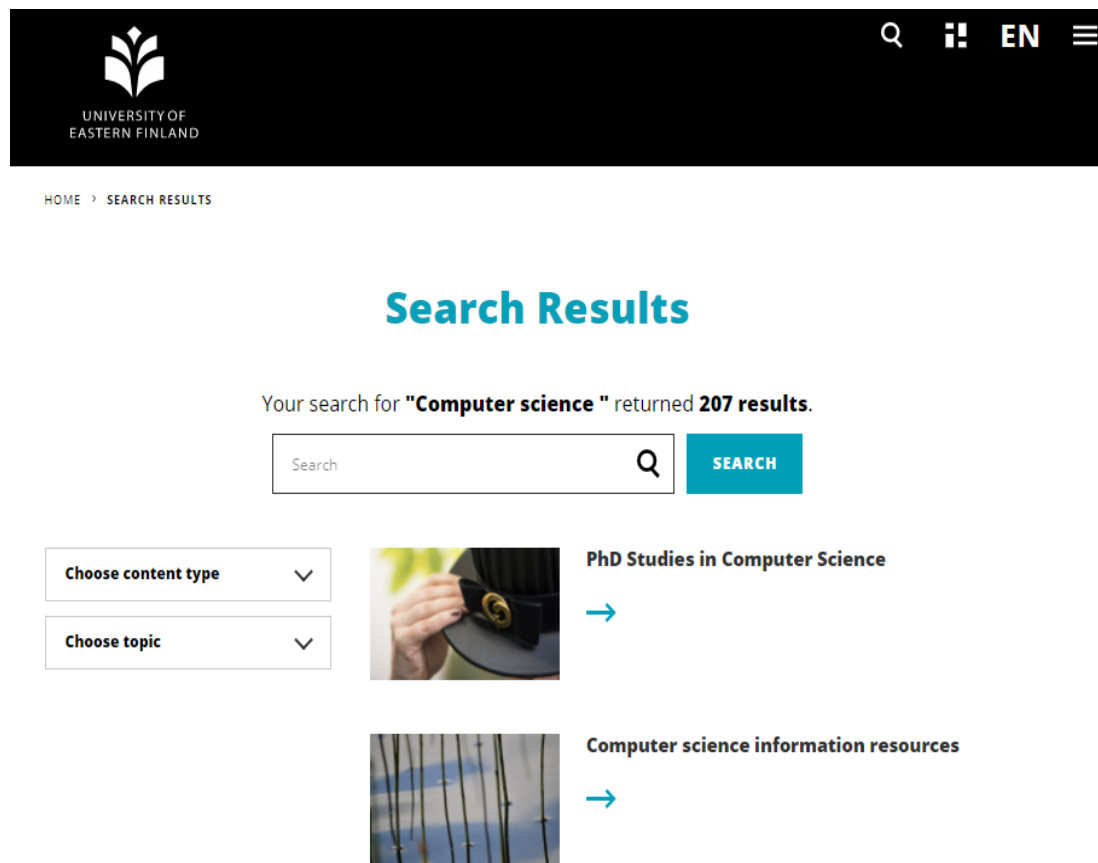 UNIVERSITY OF
EASTERN FINLAND
EN
HOME > SEARCH RESULTS
Search Results
Your search for "Computer science " returned 207 results.
Search
SEARCH
Choose content type
Choose topic
PhD Studies in Computer Science
Computer science information resources